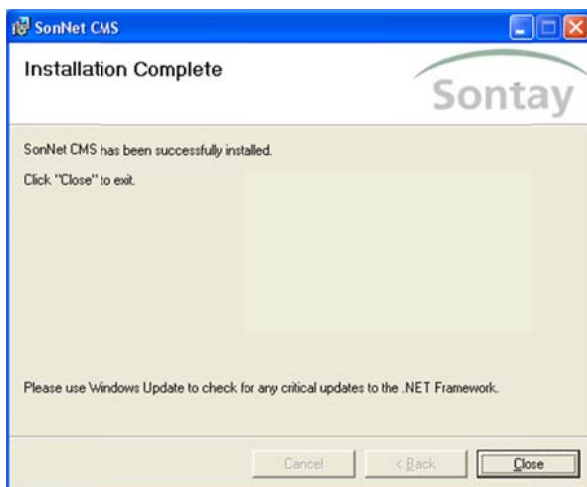 SonNet CMS
Installation Complete
Sontay
SonNet CMS has been successfully installed.
Click "Close" to exit.
Please use Windows Update to check for any critical updates to the .NET Framework.
Cancel
< Back
Close